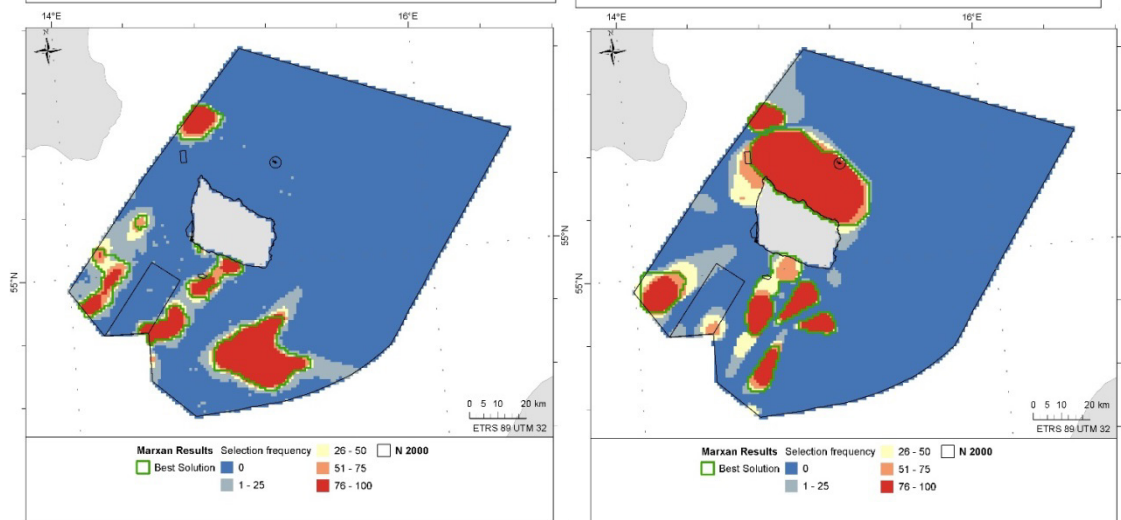 14°E
16°E
N
55°N
55°N
0 5 10 20 km
ETRS 89 UTM 32
Marxan Results Selection frequency 26 - 50 N 2000
Best Solution 0 51 - 75
1 - 25 76 - 100
14°E
16°E
N
55°N
55°N
0 5 10 20 km
ETRS 89 UTM 32
Marxan Results Selection frequency 26 - 50 N 2000
Best Solution 0 51 - 75
1 - 25 76 - 100